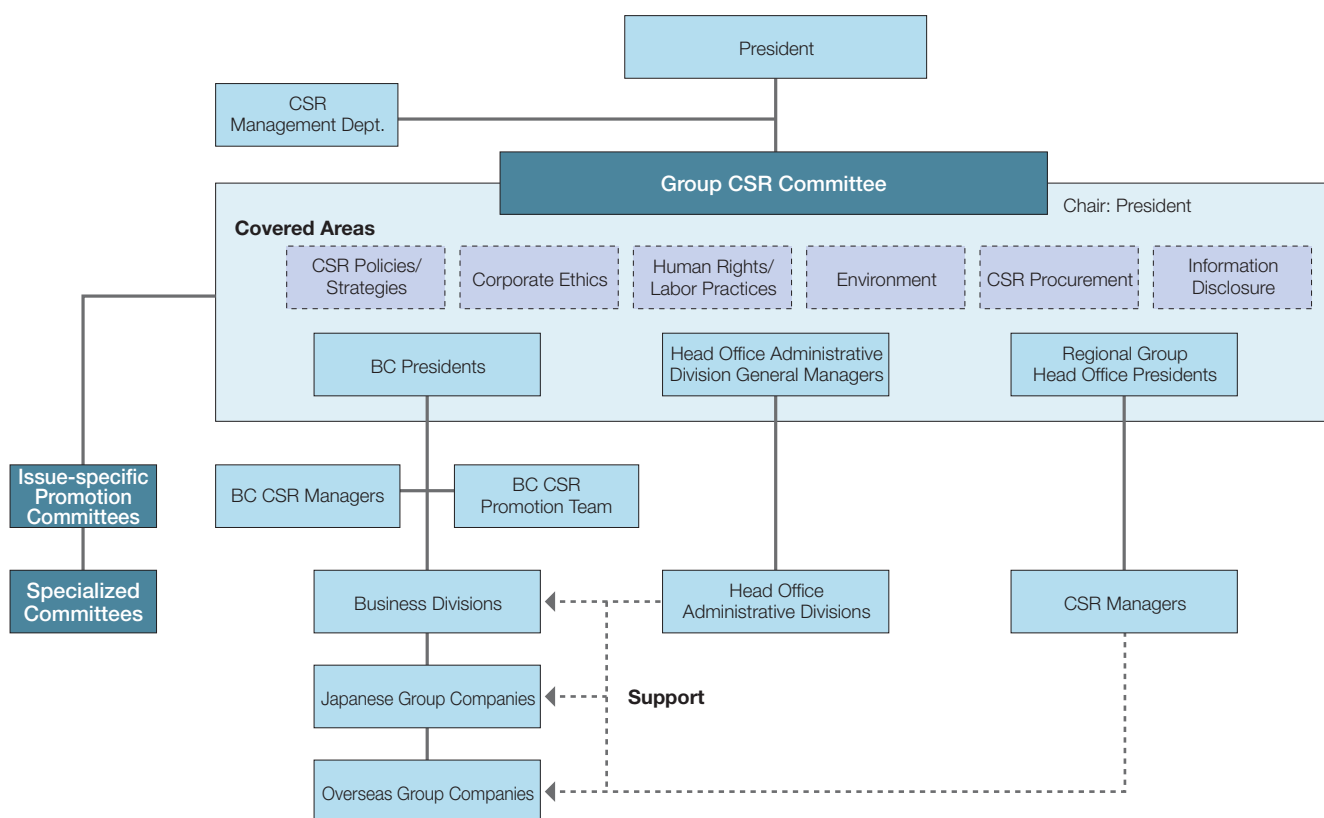 President
CSR
Management Dept.
Group CSR Committee
Chair: President
Covered Areas
CSR Policies/
Strategies
Corporate Ethics
Human Rights/
Labor Practices
Environment
CSR Procurement
Information
Disclosure
BC Presidents
Head Office Administrative
Division General Managers
Regional Group
Head Office Presidents
Issue-specific
Promotion
Committees
BC CSR Managers
BC CSR
Promotion Team
Specialized
Committees
Business Divisions
Head Office
Administrative Divisions
CSR Managers
Japanese Group Companies
Support
Overseas Group Companies